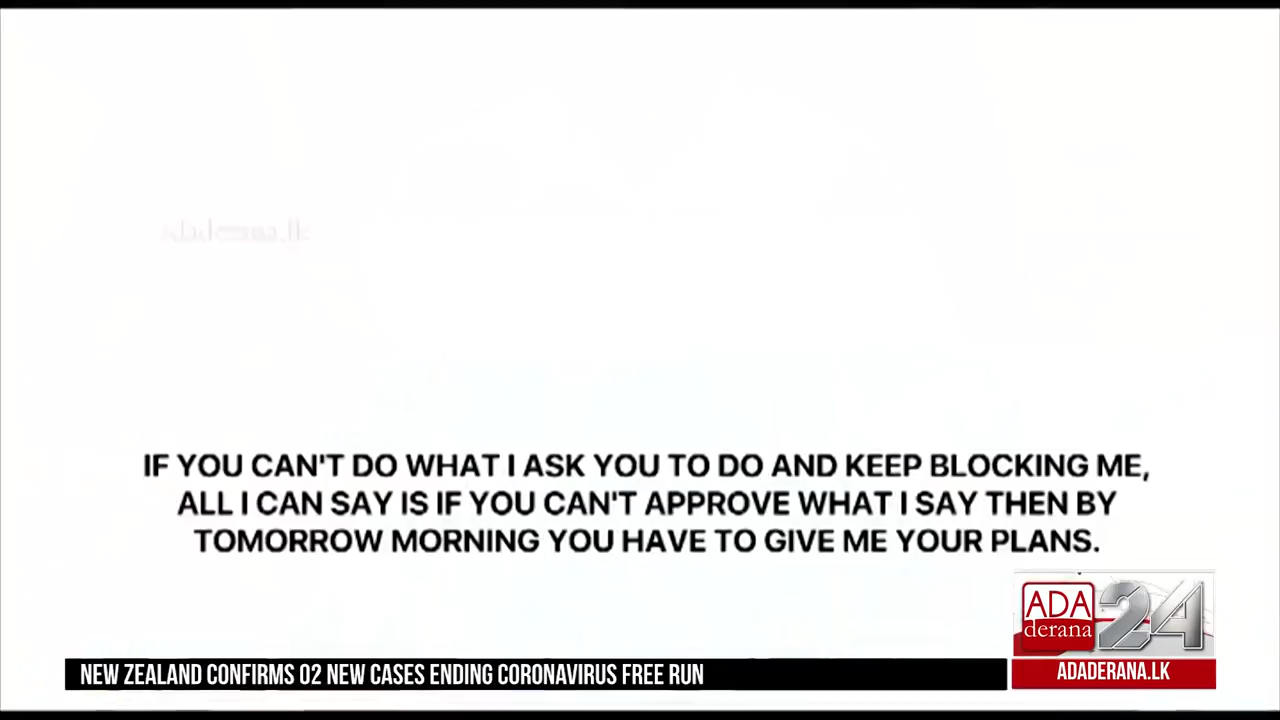 adaderana.lk
IF YOU CAN'T DO WHAT I ASK YOU TO DO AND KEEP BLOCKING ME,
ALL I CAN SAY IS IF YOU CAN'T APPROVE WHAT I SAY THEN BY
TOMORROW MORNING YOU HAVE TO GIVE ME YOUR PLANS.
ADA
derana
24
NEW ZEALAND CONFIRMS 02 NEW CASES ENDING CORONAVIRUS FREE RUN
ADADERANA.LK